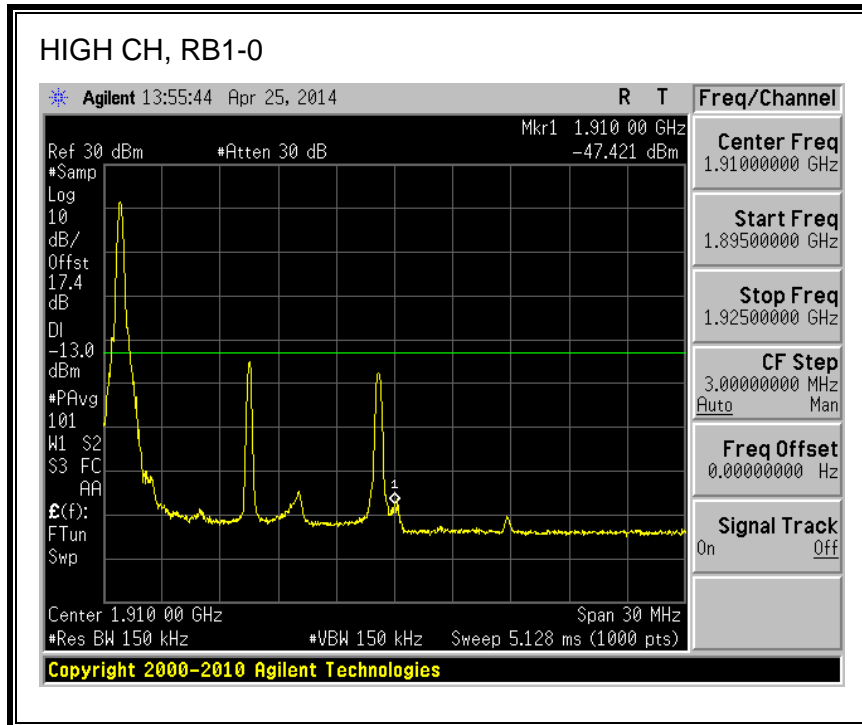 HIGH CH, RB1-0
Agilent 13:55:44 Apr 25, 2014 R T
Mkr1 1.910 00 GHz
Ref 30 dBm #Atten 30 dB -47.421 dBm
#Samp
Log
10
dB/
Offst
17.4
dB
DI
-13.0
dBm
#PAvg
101
W1 S2
S3 FC
AA
£(f):
FTun
Swp
1
Center 1.910 00 GHz Span 30 MHz
#Res BW 150 kHz #VBW 150 kHz Sweep 5.128 ms (1000 pts)
Copyright 2000-2010 Agilent Technologies
Freq/Channel
Center Freq
1.91000000 GHz
Start Freq
1.89500000 GHz
Stop Freq
1.92500000 GHz
CF Step
3.00000000 MHz
Auto Man
Freq Offset
0.00000000 Hz
Signal Track
On Off